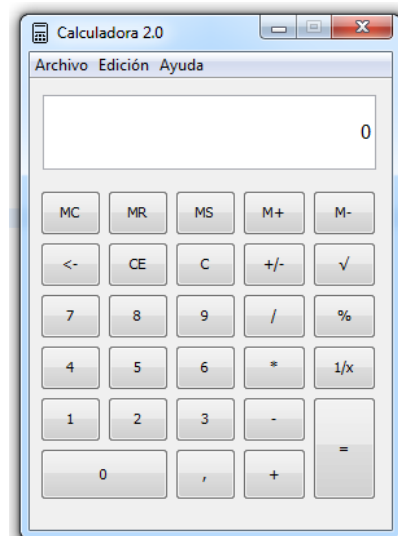 Calculadora 2.0
Archivo Edición Ayuda
0
MC MR MS M+ M-
<- CE C +/- √
7 8 9 / %
4 5 6 * 1/x
1 2 3 - =
0 , +